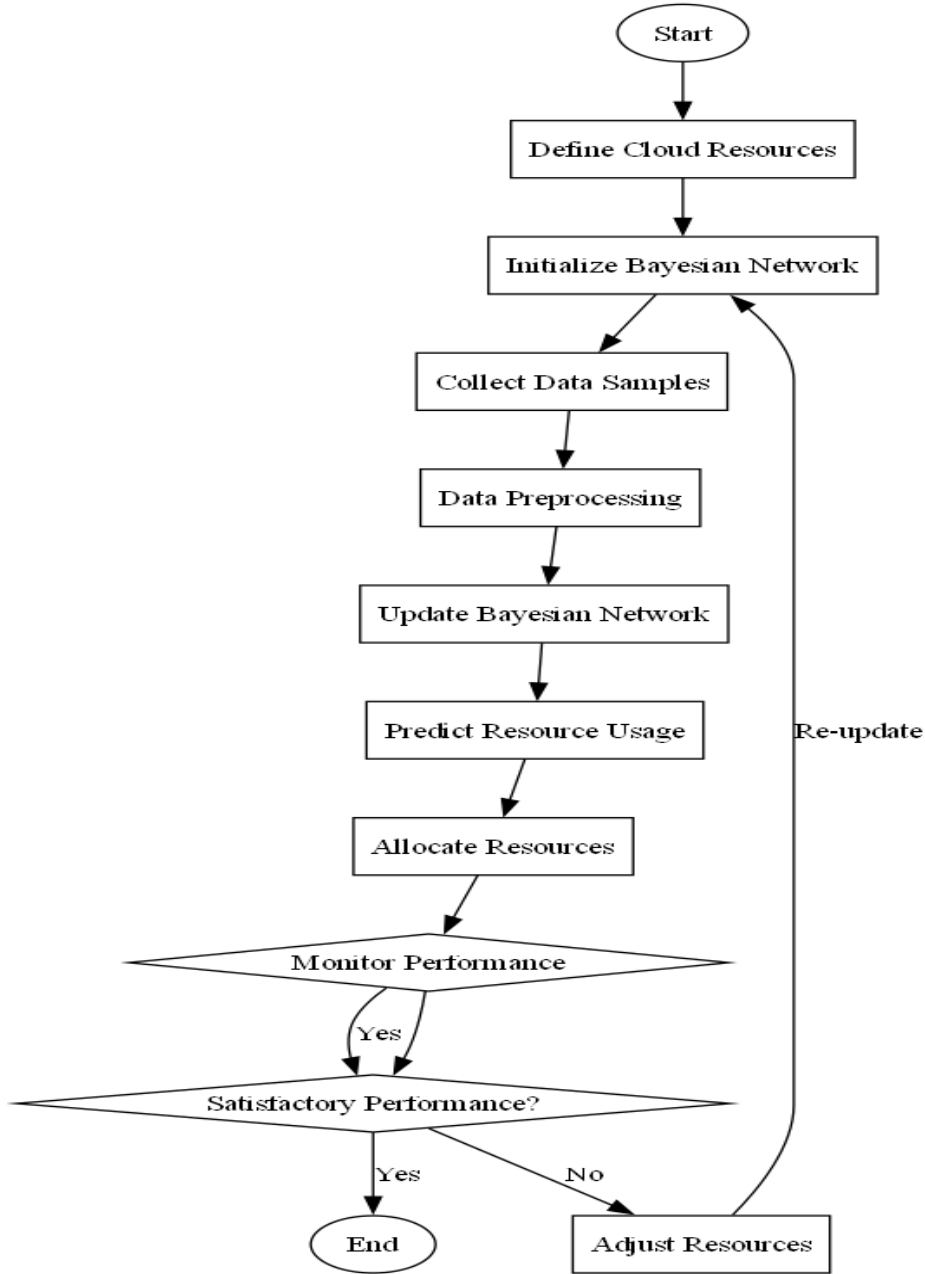 Start
Define Cloud Resources
Initialize Bayesian Network
Collect Data Samples
Data Preprocessing
Update Bayesian Network
Predict Resource Usage
Re-update
Allocate Resources
Monitor Performance
Yes
Satisfactory Performance?
Yes
No
End
Adjust Resources